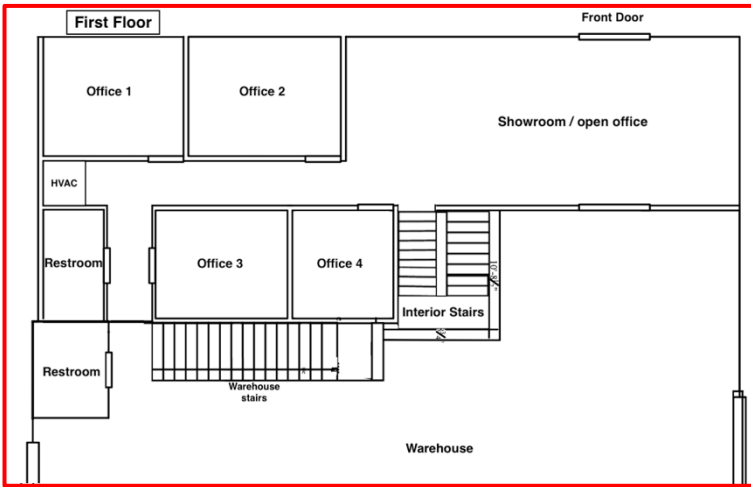 First Floor
Front Door
Office 1
Office 2
Showroom / open office
HVAC
Restroom
Office 3
Office 4
Interior Stairs
Restroom
Warehouse
stairs
Warehouse